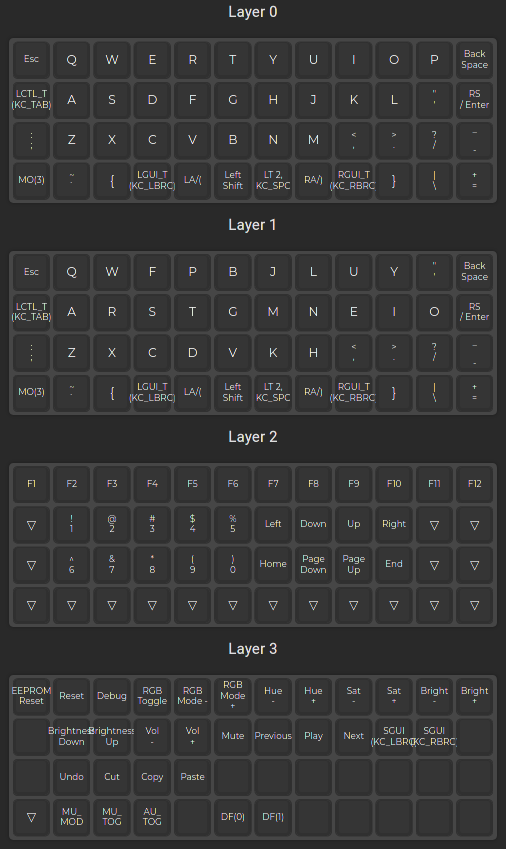 Layer 0
Esc Q W E R T Y U I O P Back Space
LCTL_T (KC_TAB) A S D F G H J K L " ' RS / Enter
: ; Z X C V B N M < , > . ? / _ -
MO(3) ~ ` { LGUI_T (KC_LBRC) LA/( Left Shift LT 2, KC_SPC RA/) RGUI_T (KC_RBRC) } | \ + =
Layer 1
Esc Q W F P B J L U Y " ' Back Space
LCTL_T (KC_TAB) A R S T G M N E I O RS / Enter
: ; Z X C D V K H < , > . ? / _ -
MO(3) ~ ` { LGUI_T (KC_LBRC) LA/( Left Shift LT 2, KC_SPC RA/) RGUI_T (KC_RBRC) } | \ + =
Layer 2
F1 F2 F3 F4 F5 F6 F7 F8 F9 F10 F11 F12
▽ ! 1 @ 2 # 3 $ 4 % 5 Left Down Up Right ▽ ▽
▽ ^ 6 & 7 * 8 ( 9 ) 0 Home Page Down Page Up End ▽ ▽
▽ ▽ ▽ ▽ ▽ ▽ ▽ ▽ ▽ ▽ ▽ ▽
Layer 3
EEPROM Reset Reset Debug RGB Toggle RGB Mode - RGB Mode + Hue - Hue + Sat - Sat + Bright - Bright +
Brightness Down Brightness Up Vol - Vol + Mute Previous Play Next SGUI (KC_LBRC) SGUI (KC_RBRC)
Undo Cut Copy Paste
▽ MU_MOD MU_TOG AU_TOG DF(0) DF(1)